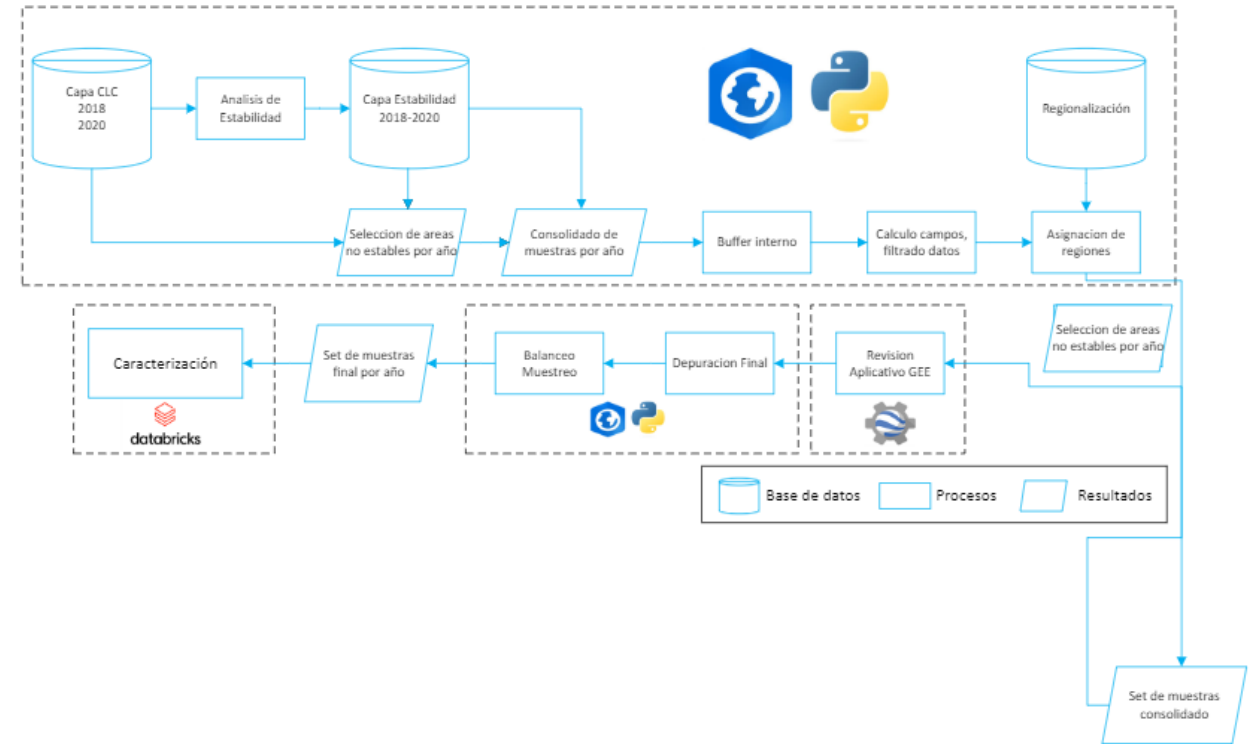 Capa CLC
2018
2020
Analisis de
Estabilidad
Capa Estabilidad
2018-2020
Regionalización
Seleccion de areas
no estables por año
Consolidado de
muestras por año
Buffer interno
Calculo campos,
filtrado datos
Asignacion de
regiones
Caracterización
databricks
Set de muestras
final por año
Balanceo
Muestreo
Depuracion Final
Revision
Aplicativo GEE
Seleccion de areas
no estables por año
Base de datos
Procesos
Resultados
Set de muestras
consolidado